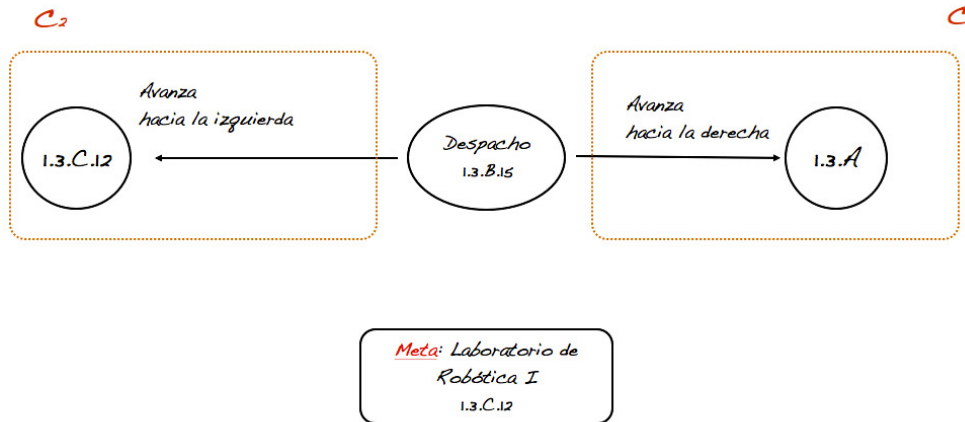 C2
C
Avanza
hacia la izquierda
1.3.C.12
Despacho
1.3.B.15
Avanza
hacia la derecha
1.3.A
Meta: Laboratorio de
Robótica I
1.3.C.12